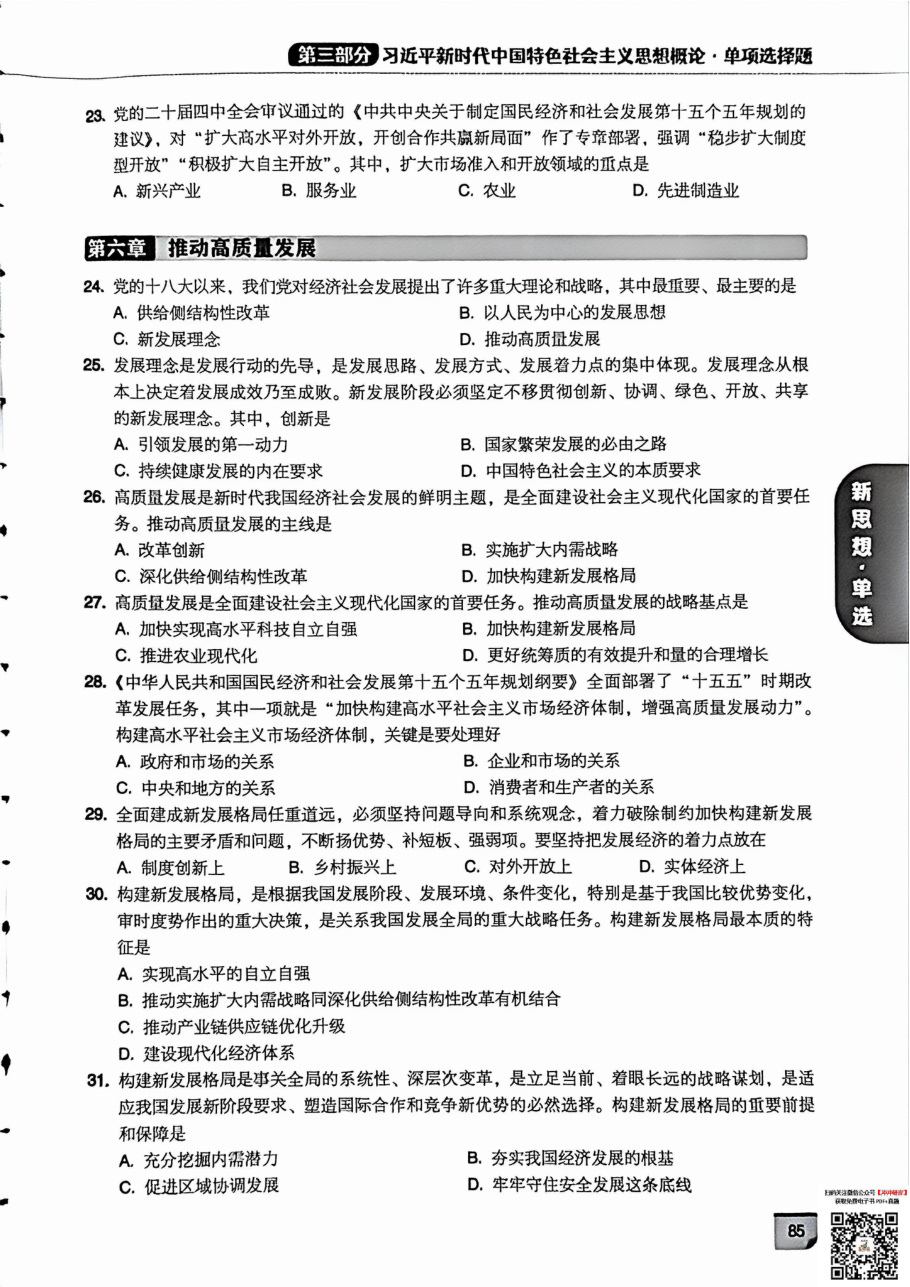 第三部分 习近平新时代中国特色社会主义思想概论·单项选择题
23. 党的二十届四中全会审议通过的《中共中央关于制定国民经济和社会发展第十五个五年规划的
建议》，对“扩大高水平对外开放，开创合作共赢新局面”作了专章部署，强调“稳步扩大制度
型开放”“积极扩大自主开放”。其中，扩大市场准入和开放领域的重点是
A. 新兴产业 B. 服务业 C. 农业 D. 先进制造业
第六章 推动高质量发展
24. 党的十八大以来，我们党对经济社会发展提出了许多重大理论和战略，其中最重要、最主要的是
A. 供给侧结构性改革 B. 以人民为中心的发展思想
C. 新发展理念 D. 推动高质量发展
25. 发展理念是发展行动的先导，是发展思路、发展方式、发展着力点的集中体现。发展理念从根
本上决定着发展成效乃至成败。新发展阶段必须坚定不移贯彻创新、协调、绿色、开放、共享
的新发展理念。其中，创新是
A. 引领发展的第一动力 B. 国家繁荣发展的必由之路
C. 持续健康发展的内在要求 D. 中国特色社会主义的本质要求
26. 高质量发展是新时代我国经济社会发展的鲜明主题，是全面建设社会主义现代化国家的首要任
务。推动高质量发展的主线是
A. 改革创新 B. 实施扩大内需战略
C. 深化供给侧结构性改革 D. 加快构建新发展格局
27. 高质量发展是全面建设社会主义现代化国家的首要任务。推动高质量发展的战略基点是
A. 加快实现高水平科技自立自强 B. 加快构建新发展格局
C. 推进农业现代化 D. 更好统筹质的有效提升和量的合理增长
28. 《中华人民共和国国民经济和社会发展第十五个五年规划纲要》全面部署了“十五五”时期改
革发展任务，其中一项就是“加快构建高水平社会主义市场经济体制，增强高质量发展动力”。
构建高水平社会主义市场经济体制，关键是要处理好
A. 政府和市场的关系 B. 企业和市场的关系
C. 中央和地方的关系 D. 消费者和生产者的关系
29. 全面建成新发展格局任重道远，必须坚持问题导向和系统观念，着力破除制约加快构建新发展
格局的主要矛盾和问题，不断扬优势、补短板、强弱项。要坚持把发展经济的着力点放在
A. 制度创新上 B. 乡村振兴上 C. 对外开放上 D. 实体经济上
30. 构建新发展格局，是根据我国发展阶段、发展环境、条件变化，特别是基于我国比较优势变化，
审时度势作出的重大决策，是关系我国发展全局的重大战略任务。构建新发展格局最本质的特
征是
A. 实现高水平的自立自强
B. 推动实施扩大内需战略同深化供给侧结构性改革有机结合
C. 推动产业链供应链优化升级
D. 建设现代化经济体系
31. 构建新发展格局是事关全局的系统性、深层次变革，是立足当前、着眼长远的战略谋划，是适
应我国发展新阶段要求、塑造国际合作和竞争新优势的必然选择。构建新发展格局的重要前提
和保障是
A. 充分挖掘内需潜力 B. 夯实我国经济发展的根基
C. 促进区域协调发展 D. 牢牢守住安全发展这条底线
新思想·单选
扫码关注微信公众号【冲冲研官】
获取免费电子书PDF+真题
85